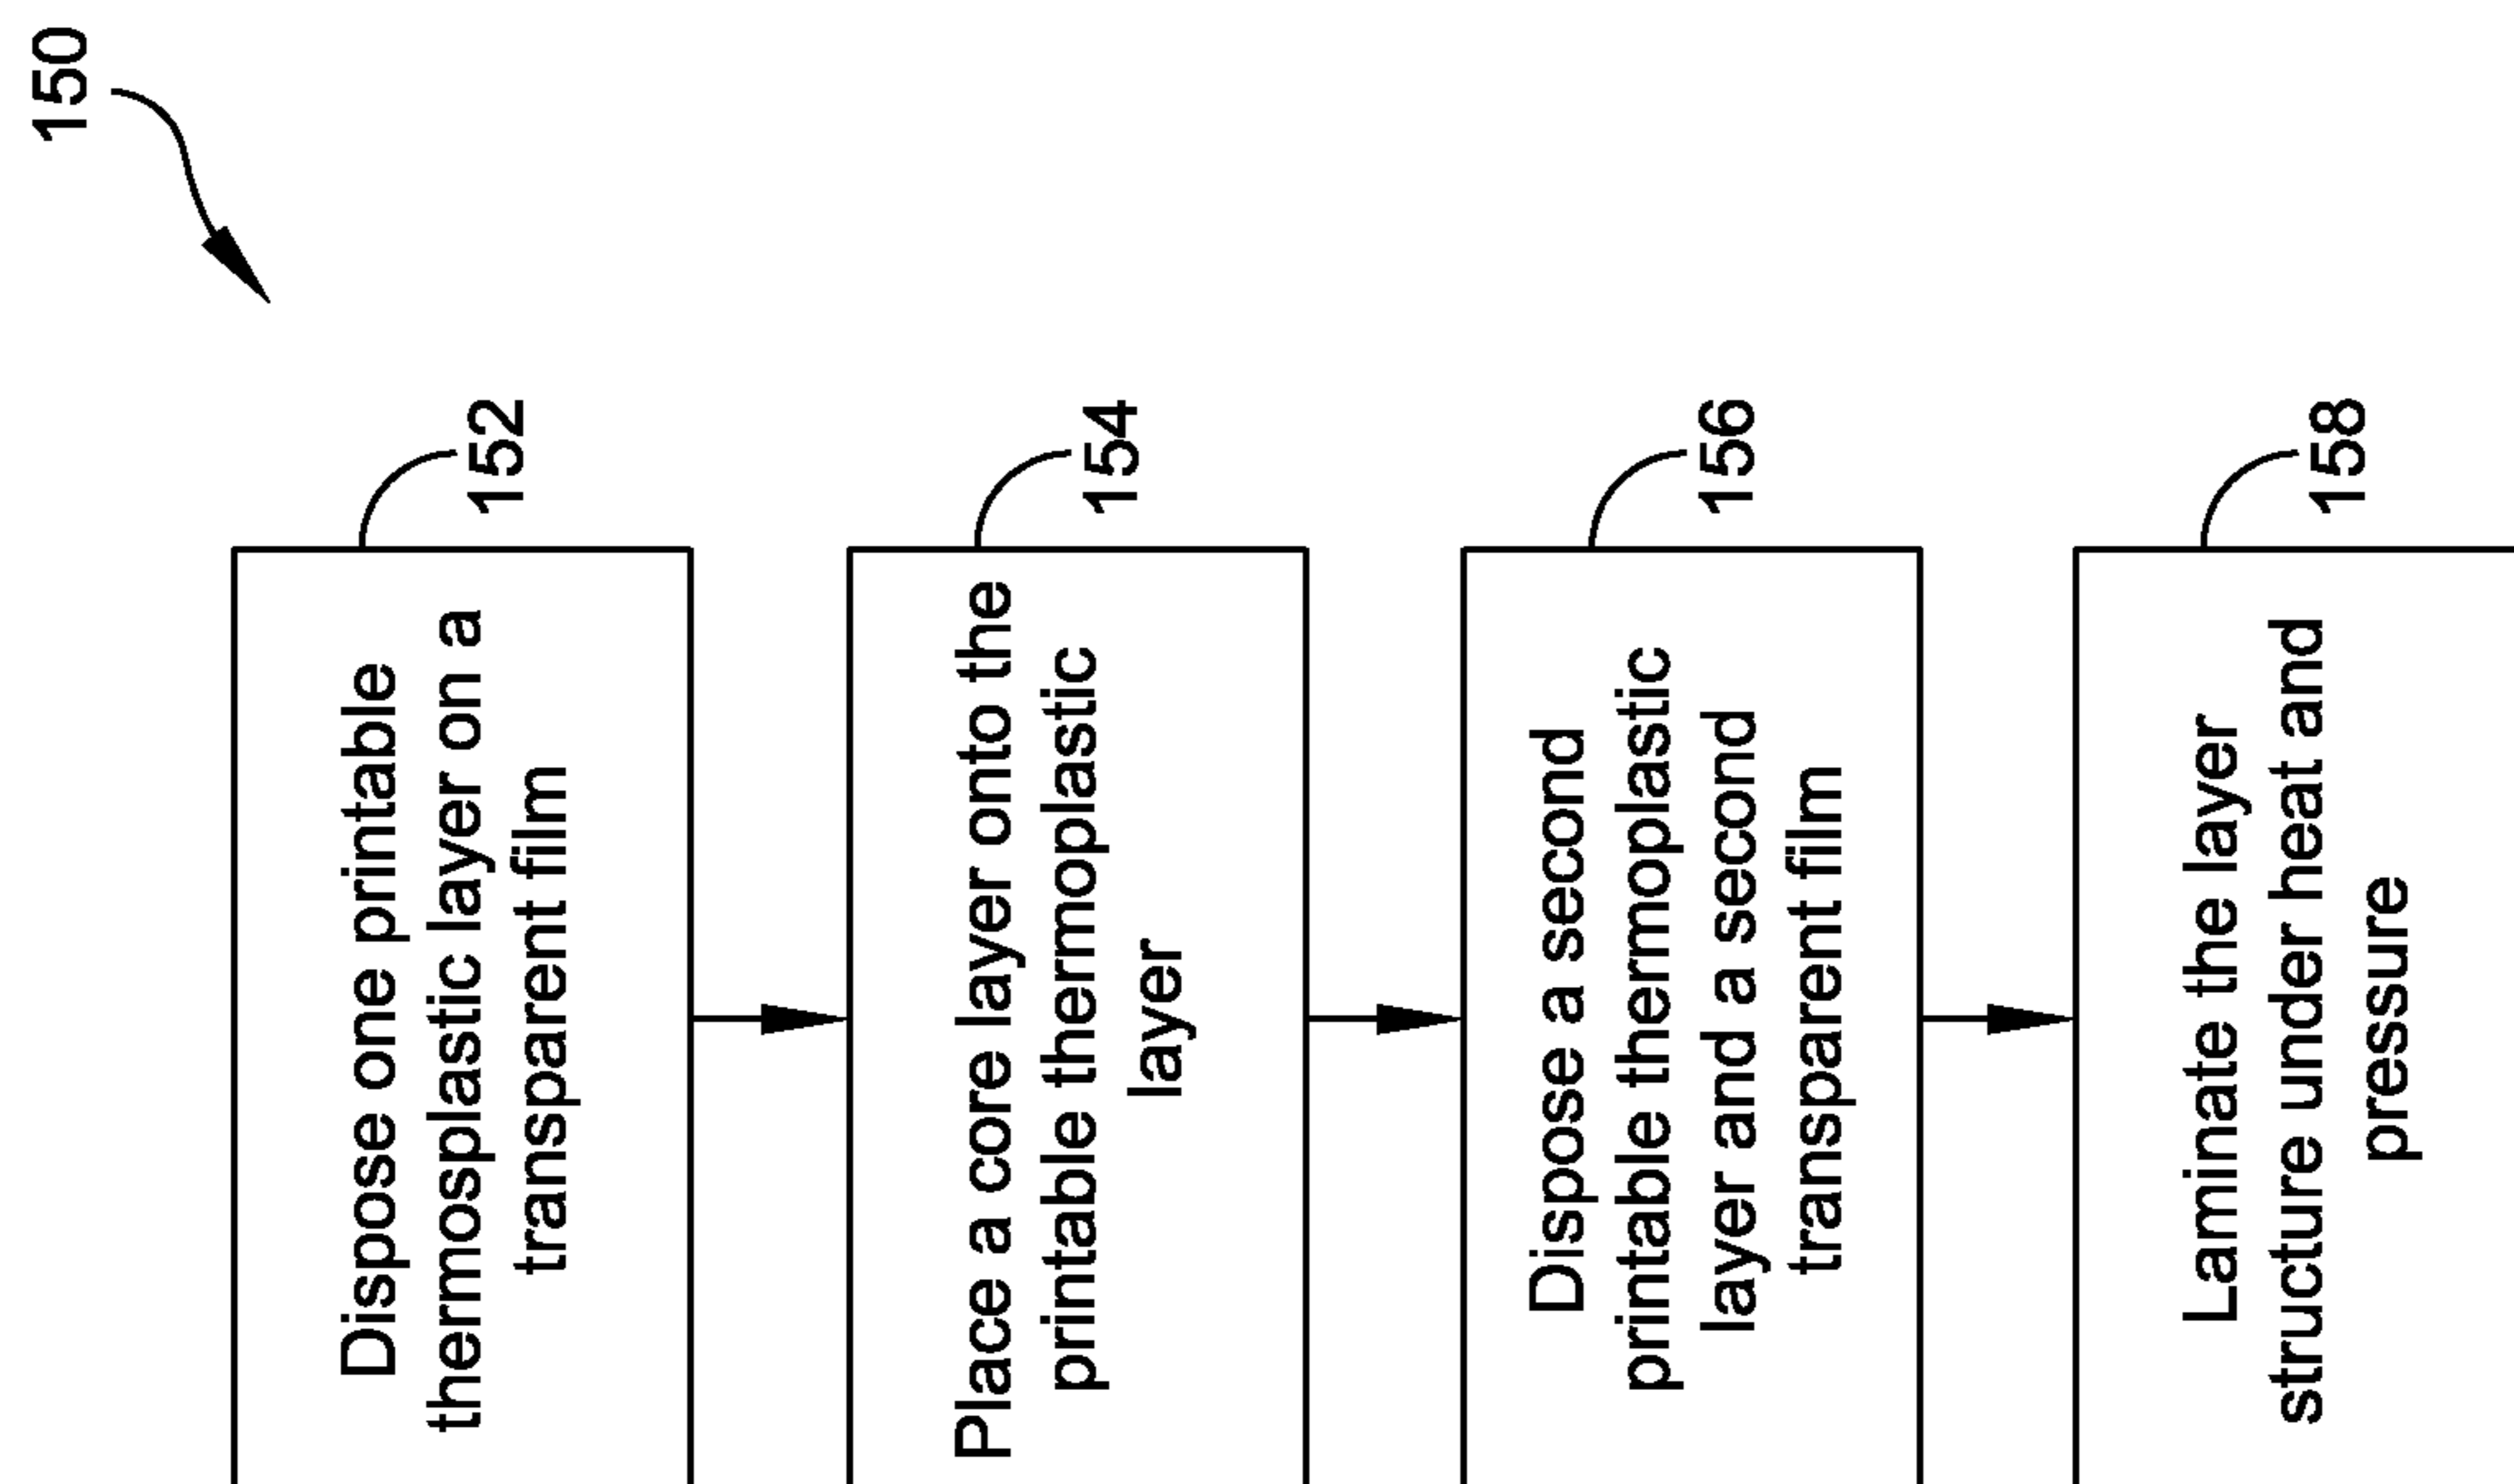 150
Dispose one printable
thermosplastic layer on a
transparent film
152
Place a core layer onto the
printable thermoplastic
layer
154
Dispose a second
printable thermoplastic
layer and a second
transparent film
156
Laminate the layer
structure under heat and
pressure
158